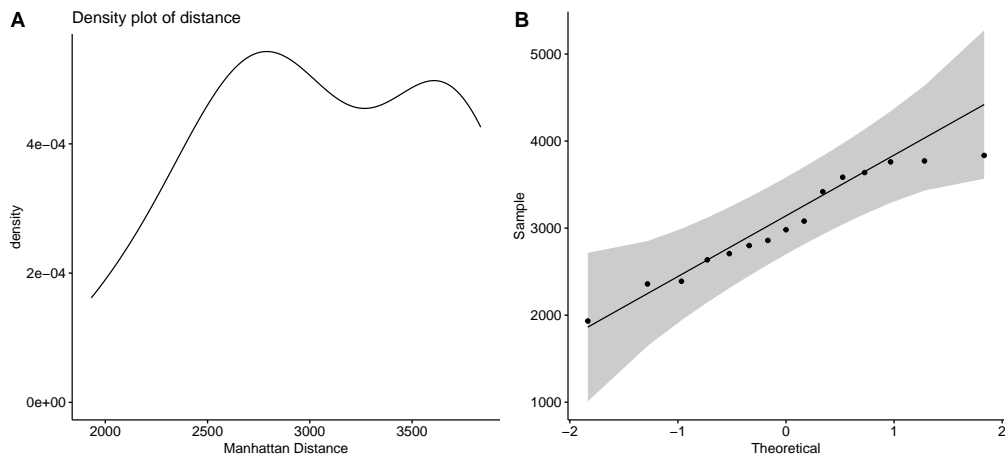 A
Density plot of distance
density
4e−04
2e−04
0e+00
2000 2500 3000 3500
Manhattan Distance
B
Sample
5000
4000
3000
2000
1000
−2 −1 0 1 2
Theoretical